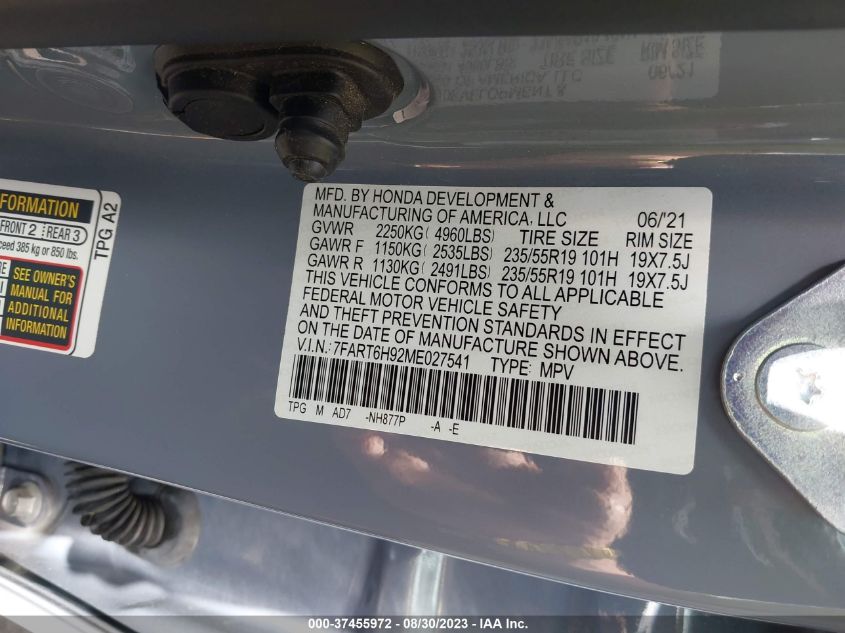 FORMATION
FRONT 2 REAR 3
ceed 385 kg or 850 lbs.
SEE OWNER'S
MANUAL FOR
ADDITIONAL
INFORMATION
TPG A2
MFD. BY HONDA DEVELOPMENT &
MANUFACTURING OF AMERICA, LLC 06/'21
GVWR 2250KG( 4960LBS) TIRE SIZE RIM SIZE
GAWR F 1150KG( 2535LBS) 235/55R19 101H 19X7.5J
GAWR R 1130KG( 2491LBS) 235/55R19 101H 19X7.5J
THIS VEHICLE CONFORMS TO ALL APPLICABLE
FEDERAL MOTOR VEHICLE SAFETY
AND THEFT PREVENTION STANDARDS IN EFFECT
ON THE DATE OF MANUFACTURE SHOWN ABOVE.
V.I.N.: 7FART6H92ME027541 TYPE: MPV
TPG M AD7 -NH877P -A -E
000-37455972 - 08/30/2023 - IAA Inc.